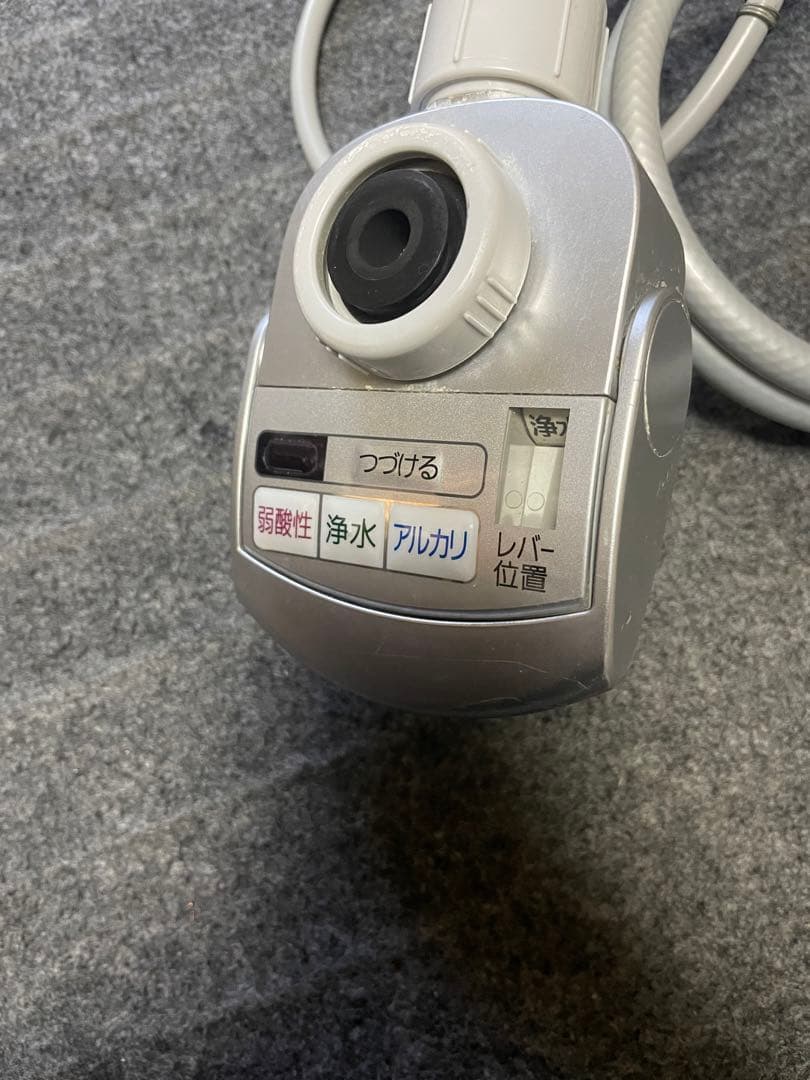 つづける
弱酸性 浄水 アルカリ
浄
レバー
位置